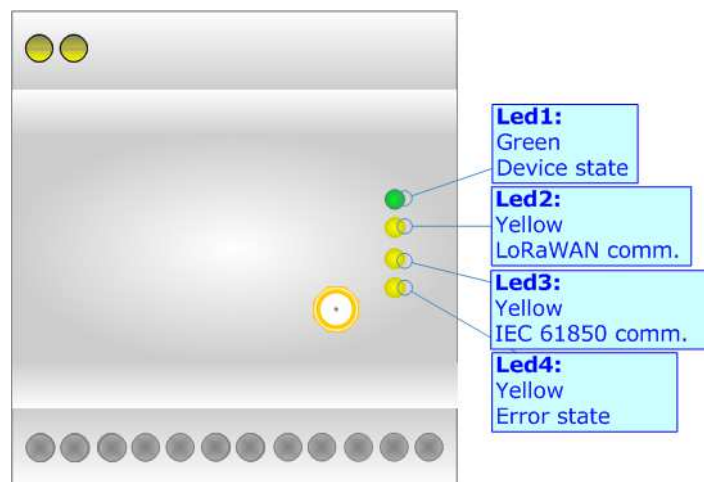 Led1:
Green
Device state
Led2:
Yellow
LoRaWAN comm.
Led3:
Yellow
IEC 61850 comm.
Led4:
Yellow
Error state